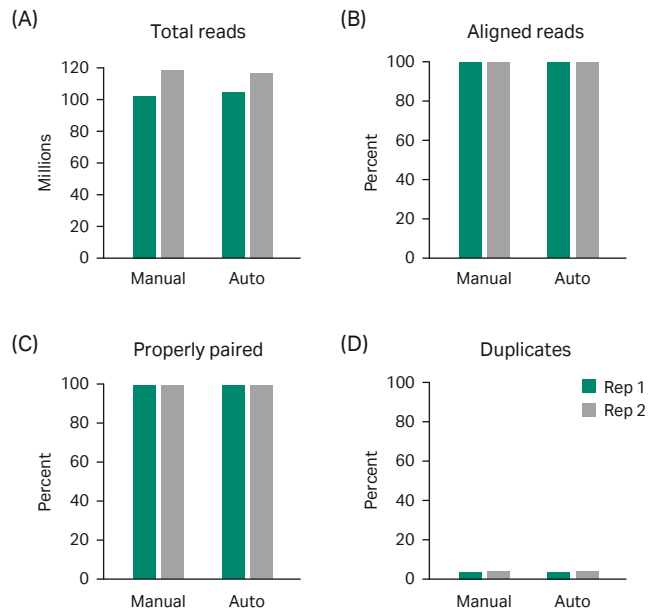 (A)
Total reads
120
100
80
60
40
20
0
Millions
Manual
Auto
(B)
Aligned reads
100
80
60
40
20
0
Percent
Manual
Auto
(C)
Properly paired
100
80
60
40
20
0
Percent
Manual
Auto
(D)
Duplicates
100
80
60
40
20
0
Percent
Rep 1
Rep 2
Manual
Auto